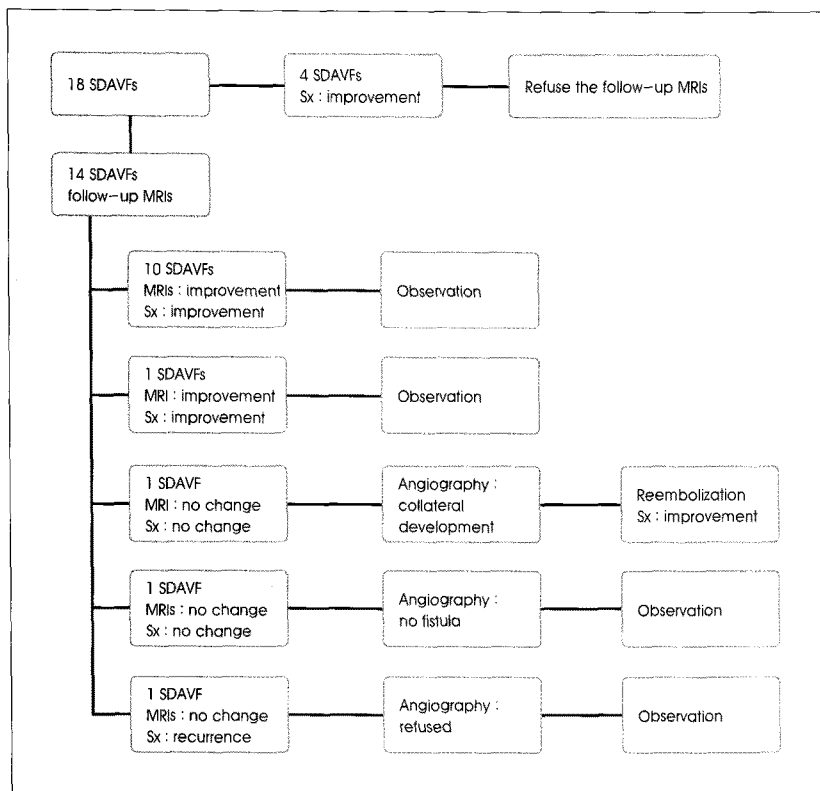 18 SDAVFs
4 SDAVFs
Sx : improvement
Refuse the follow-up MRIs
14 SDAVFs
follow-up MRIs
10 SDAVFs
MRIs : improvement
Sx : improvement
Observation
1 SDAVFs
MRI : improvement
Sx : improvement
Observation
1 SDAVF
MRI : no change
Sx : no change
Angiography :
collateral
development
Reembolization
Sx : improvement
1 SDAVF
MRIs : no change
Sx : no change
Angiography :
no fistula
Observation
1 SDAVF
MRIs : no change
Sx : recurrence
Angiography :
refused
Observation